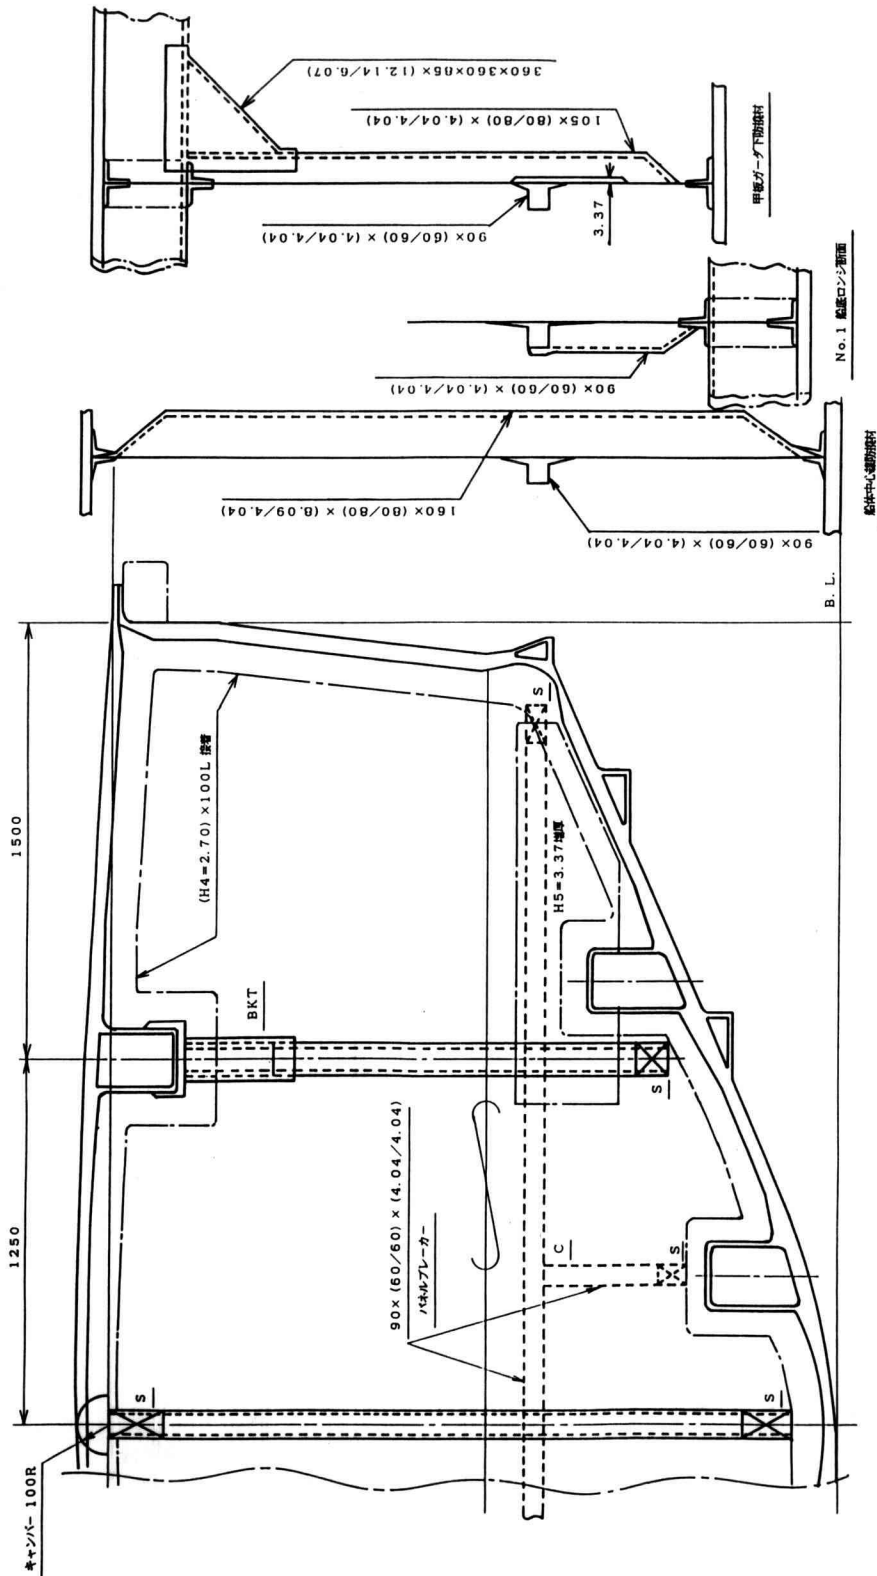 キャンバー 100R
1250
1500
(H4=2.70) ×100L 接着
BKT
H5=3.37増厚
S
S
S
S
S
C
90× (60/60) × (4.04/4.04)
パネルブレーカー
B. L.
160× (80/80) × (8.09/4.04)
90× (60/60) × (4.04/4.04)
船体中心線防撓材
90× (60/60) × (4.04/4.04)
No. 1 船底ロンジ断面
360×360×85× (12.14/6.07)
105× (80/80) × (4.04/4.04)
90× (60/60) × (4.04/4.04)
3.37
甲板ガーダ下防撓材